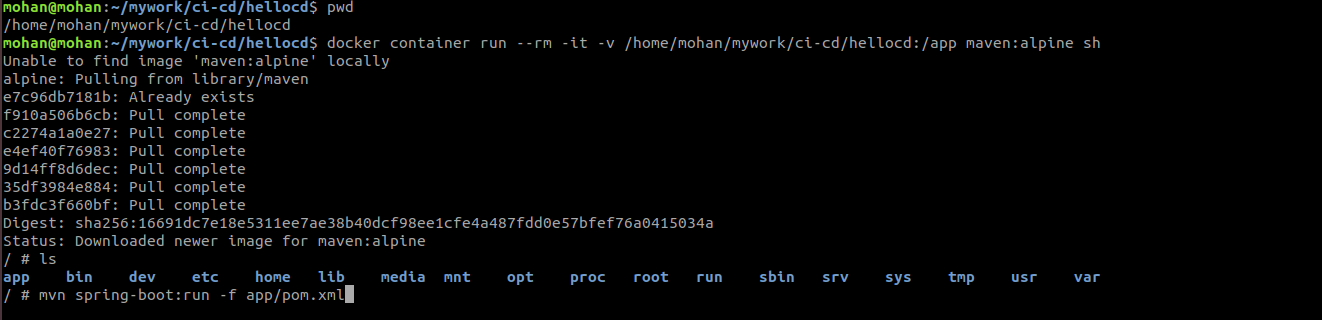 mohan@mohan:~/mywork/ci-cd/hellocd$ pwd
/home/mohan/mywork/ci-cd/hellocd
mohan@mohan:~/mywork/ci-cd/hellocd$ docker container run --rm -it -v /home/mohan/mywork/ci-cd/hellocd:/app maven:alpine sh
Unable to find image 'maven:alpine' locally
alpine: Pulling from library/maven
e7c96db7181b: Already exists
f910a506b6cb: Pull complete
c2274a1a0e27: Pull complete
e4ef40f76983: Pull complete
9d14ff8d6dec: Pull complete
35df3984e884: Pull complete
b3fdc3f660bf: Pull complete
Digest: sha256:16691dc7e18e5311ee7ae38b40dcf98ee1cfe4a487fdd0e57bfef76a0415034a
Status: Downloaded newer image for maven:alpine
/ # ls
app bin dev etc home lib media mnt opt proc root run sbin srv sys tmp usr var
/ # mvn spring-boot:run -f app/pom.xml